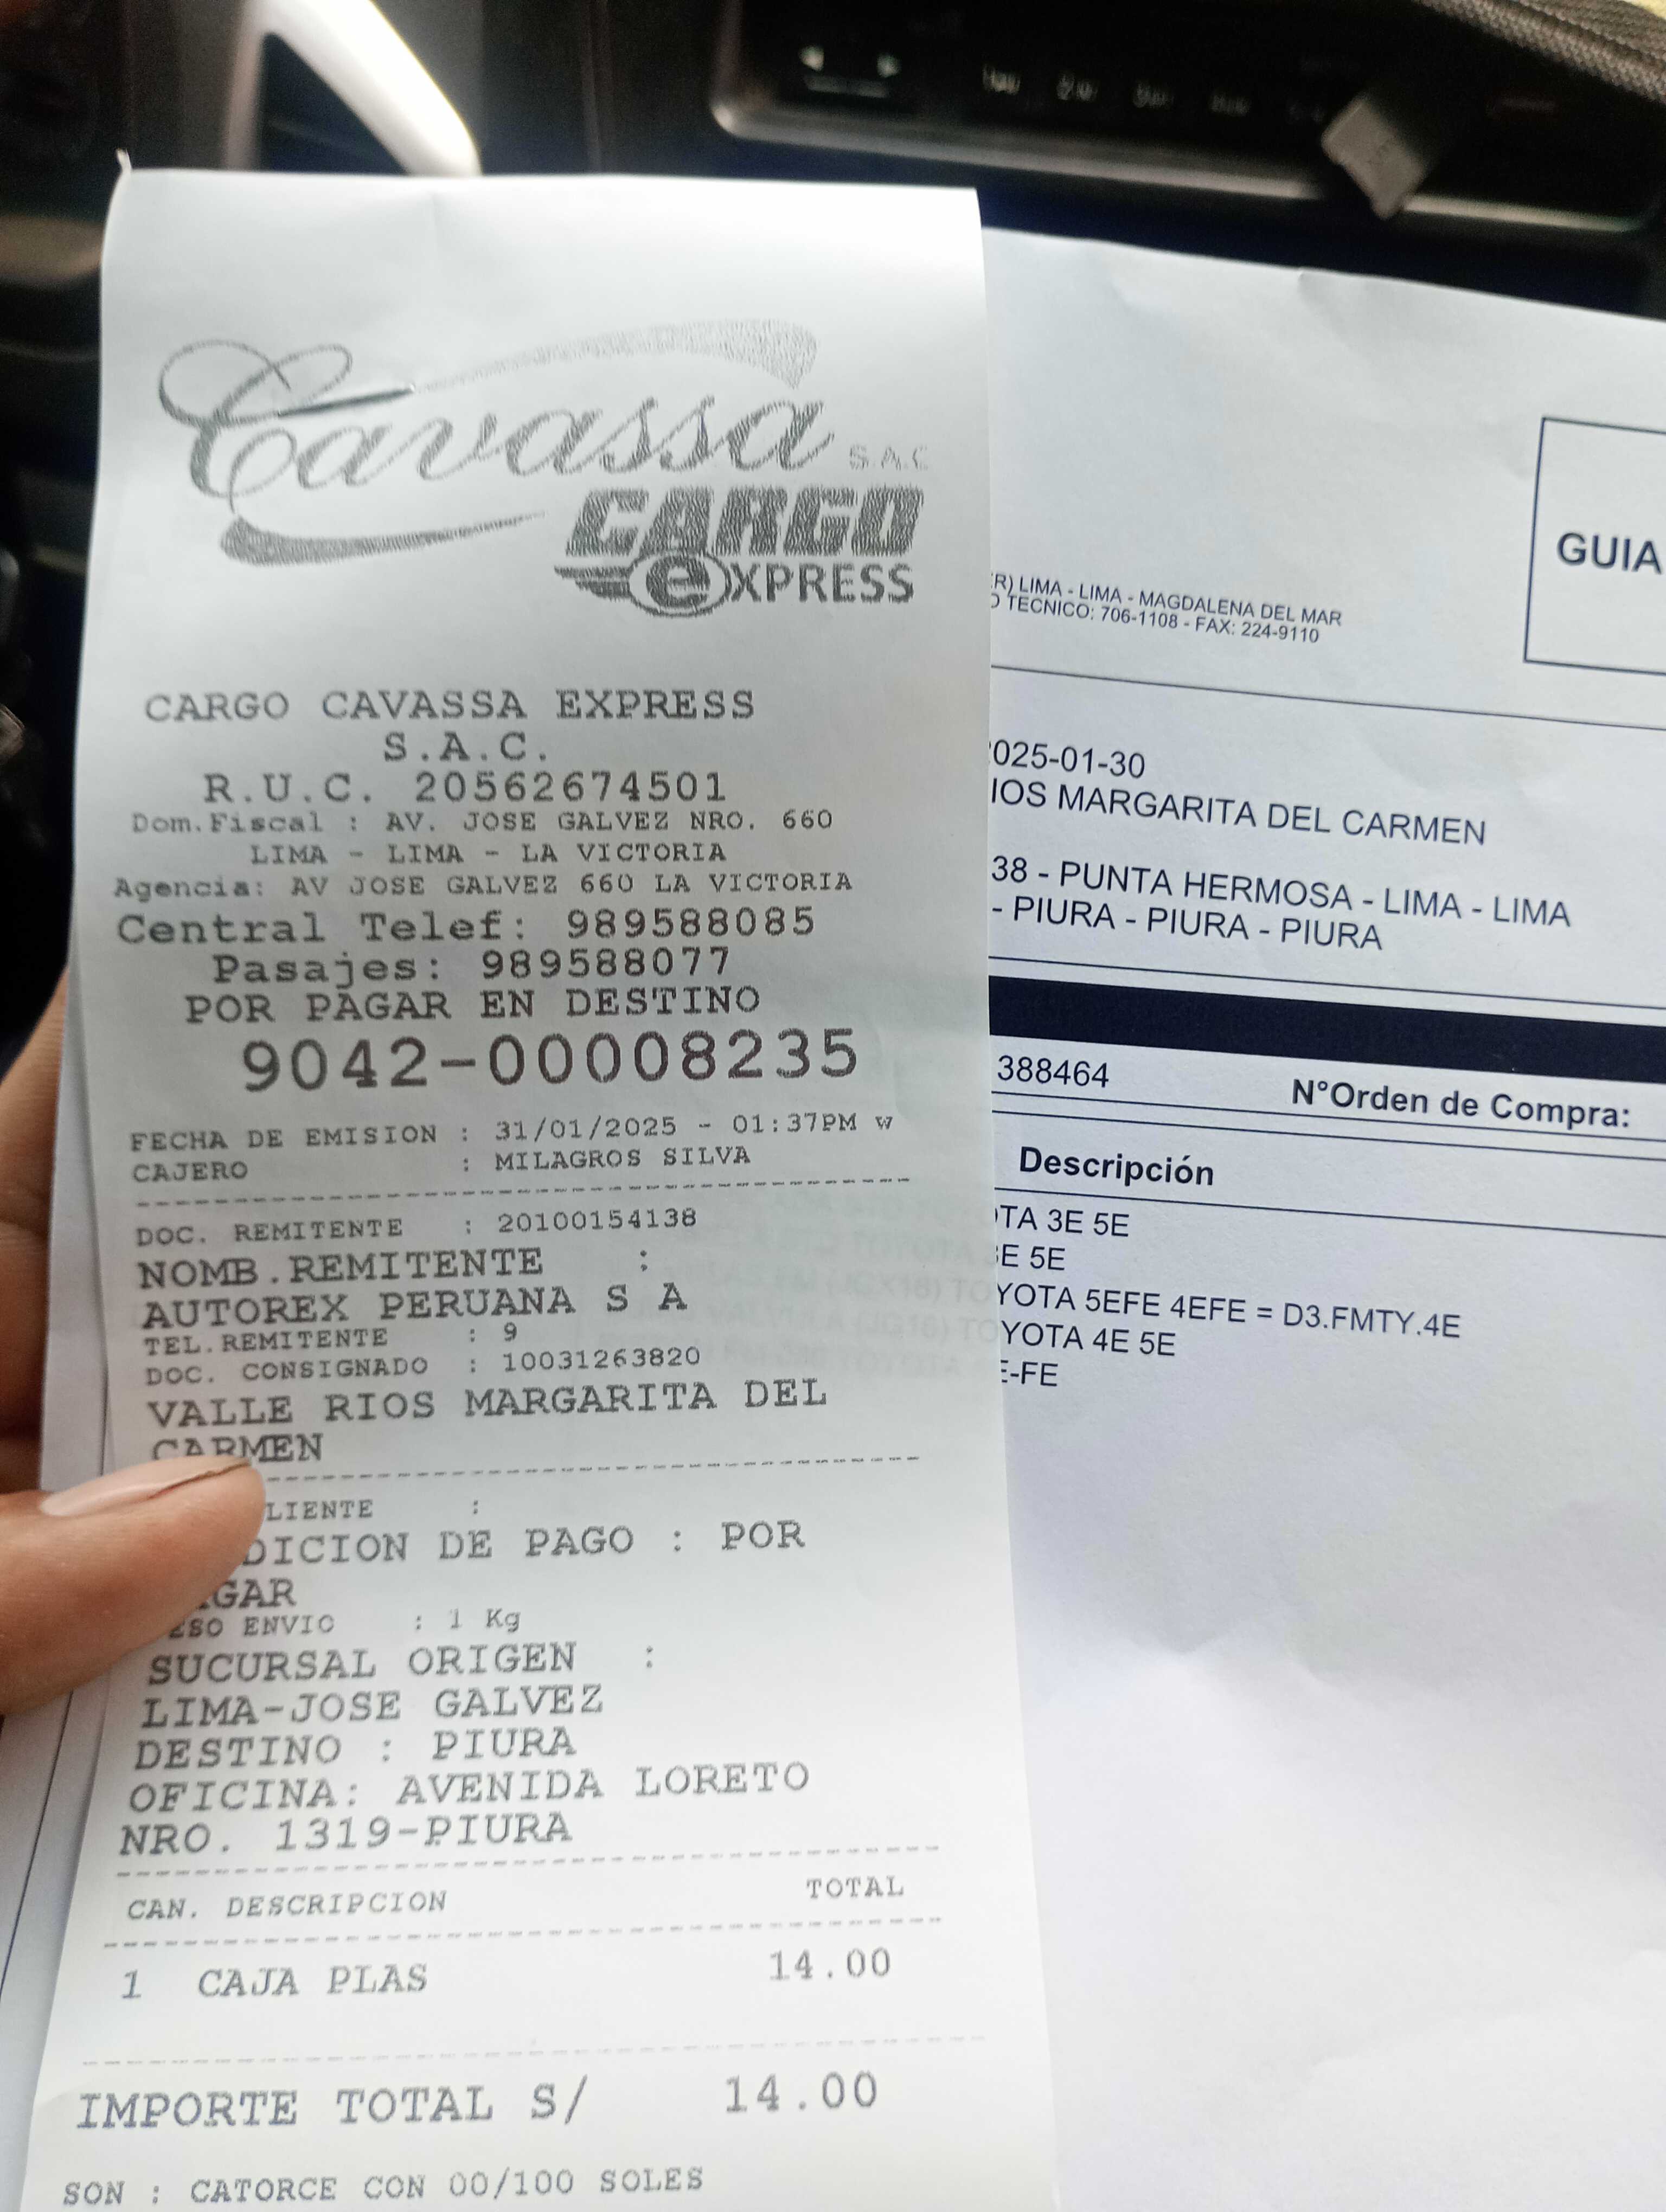 Cavassa S.A.C
CARGO
eXPRESS
CARGO CAVASSA EXPRESS
S.A.C.
R.U.C. 20562674501
Dom.Fiscal : AV. JOSE GALVEZ NRO. 660
LIMA - LIMA - LA VICTORIA
Agencia: AV JOSE GALVEZ 660 LA VICTORIA
Central Telef: 989588085
Pasajes: 989588077
POR PAGAR EN DESTINO
9042-00008235
FECHA DE EMISION : 31/01/2025 - 01:37PM w
CAJERO : MILAGROS SILVA
DOC. REMITENTE : 20100154138
NOMB.REMITENTE :
AUTOREX PERUANA S A
TEL.REMITENTE : 9
DOC. CONSIGNADO : 10031263820
VALLE RIOS MARGARITA DEL
CARMEN
LIENTE :
DICION DE PAGO : POR
GAR
ESO ENVIO : 1 Kg
SUCURSAL ORIGEN :
LIMA-JOSE GALVEZ
DESTINO : PIURA
OFICINA: AVENIDA LORETO
NRO. 1319-PIURA
CAN. DESCRIPCION TOTAL
1 CAJA PLAS 14.00
IMPORTE TOTAL S/ 14.00
SON : CATORCE CON 00/100 SOLES
GUIA
R) LIMA - LIMA - MAGDALENA DEL MAR
O TECNICO: 706-1108 - FAX: 224-9110
025-01-30
IOS MARGARITA DEL CARMEN
38 - PUNTA HERMOSA - LIMA - LIMA
- PIURA - PIURA - PIURA
388464 N°Orden de Compra:
Descripción
TA 3E 5E
E 5E
YOTA 5EFE 4EFE = D3.FMTY.4E
YOTA 4E 5E
E-FE